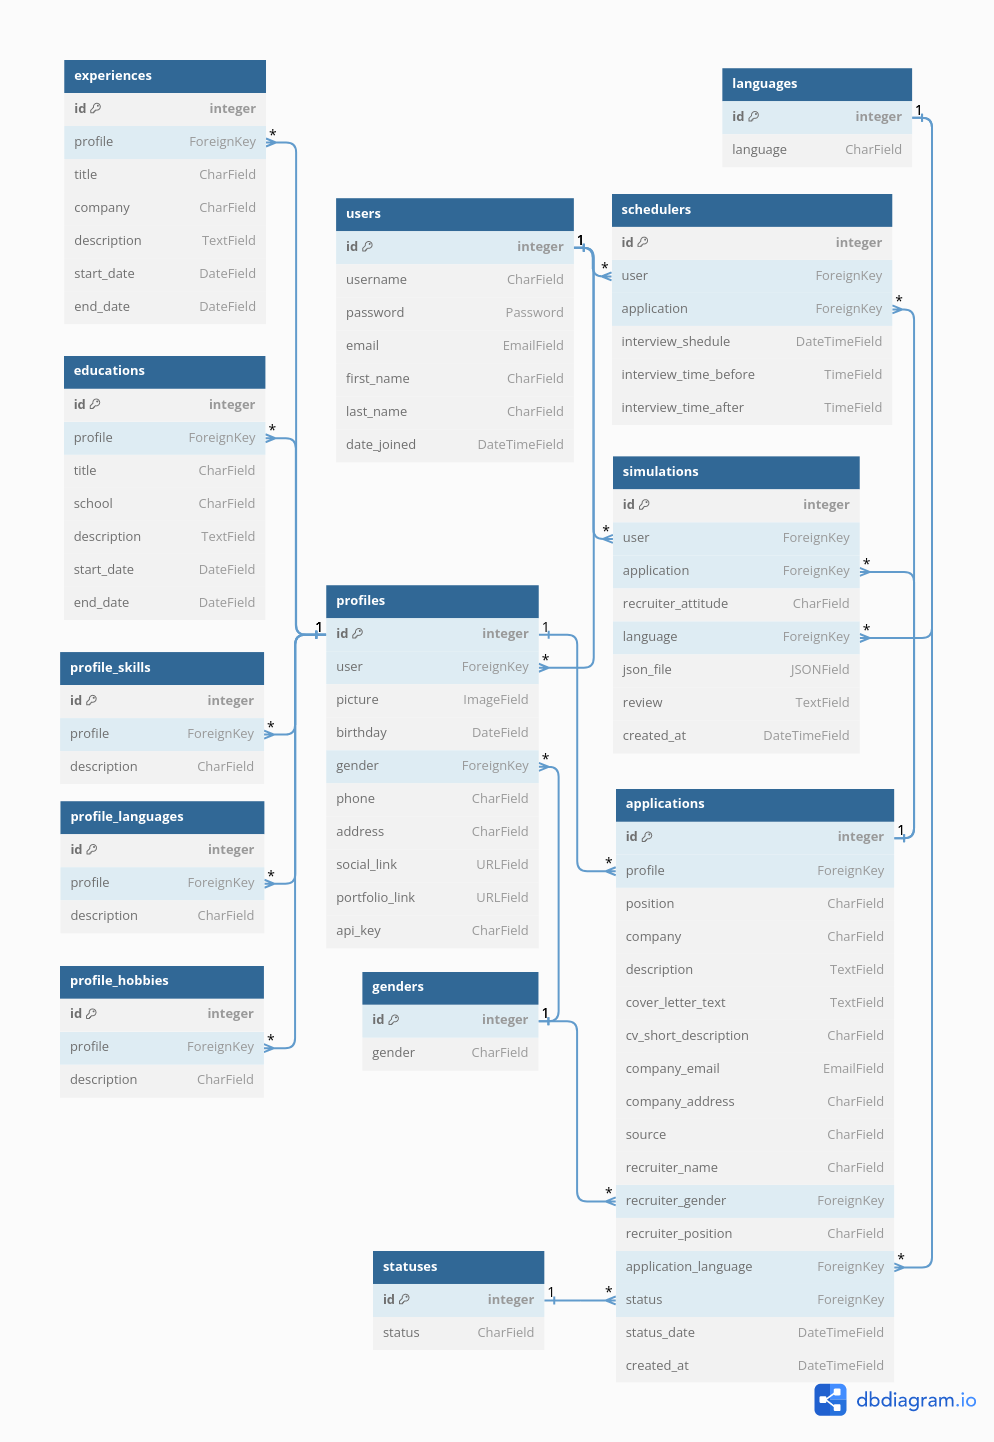 experiences
id integer
profile ForeignKey *
title CharField
company CharField
description TextField
start_date DateField
end_date DateField
educations
id integer
profile ForeignKey *
title CharField
school CharField
description TextField
start_date DateField
end_date DateField
profile_skills
id integer
profile ForeignKey *
description CharField
profile_languages
id integer
profile ForeignKey *
description CharField
profile_hobbies
id integer
profile ForeignKey *
description CharField
users
id integer 1
username CharField
password Password
email EmailField
first_name CharField
last_name CharField
date_joined DateTimeField
profiles
1 id integer 1
user ForeignKey *
picture ImageField
birthday DateField
gender ForeignKey *
phone CharField
address CharField
social_link URLField
portfolio_link URLField
api_key CharField
genders
id integer 1
gender CharField
statuses
id integer 1
status CharField
languages
id integer 1
language CharField
schedulers
id integer
* user ForeignKey
application ForeignKey *
interview_shedule DateTimeField
interview_time_before TimeField
interview_time_after TimeField
simulations
id integer
* user ForeignKey
application ForeignKey *
recruiter_attitude CharField
language ForeignKey *
json_file JSONField
review TextField
created_at DateTimeField
applications
id integer 1
* profile ForeignKey
position CharField
company CharField
description TextField
cover_letter_text TextField
cv_short_description CharField
company_email EmailField
company_address CharField
source CharField
recruiter_name CharField
* recruiter_gender ForeignKey
recruiter_position CharField
application_language ForeignKey *
* status ForeignKey
status_date DateTimeField
created_at DateTimeField
dbdiagram.io